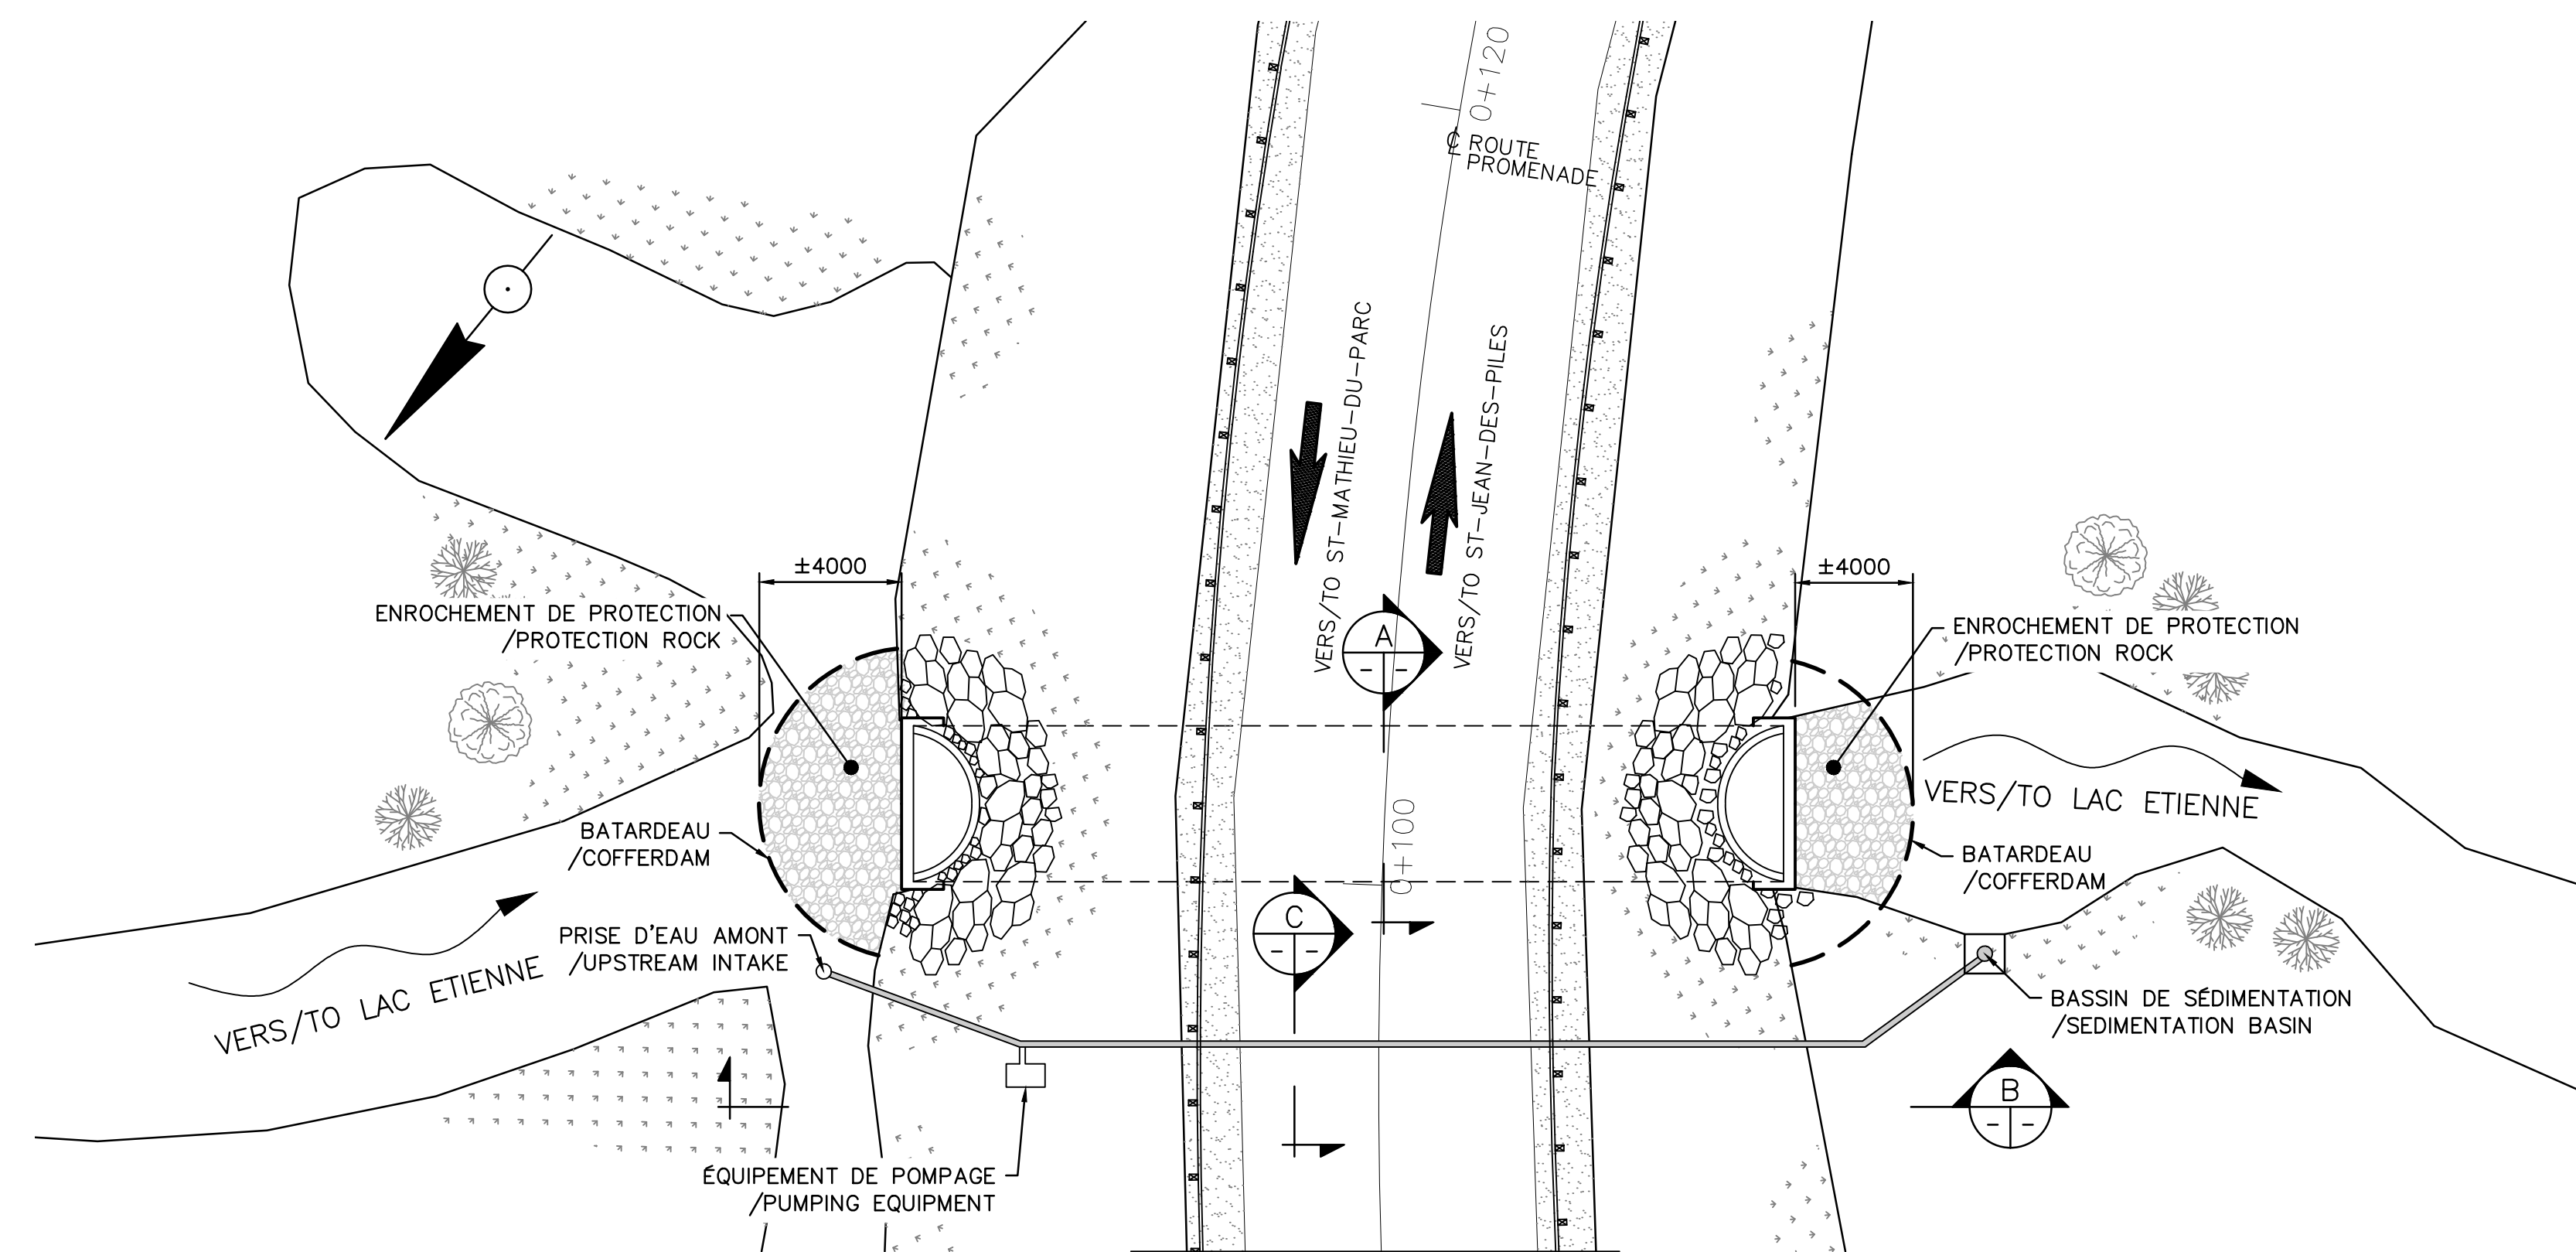 0+120
℄ ROUTE
PROMENADE
VERS/TO ST-MATHIEU-DU-PARC
VERS/TO ST-JEAN-DES-PILES
±4000
±4000
ENROCHEMENT DE PROTECTION
/PROTECTION ROCK
ENROCHEMENT DE PROTECTION
/PROTECTION ROCK
A
- -
VERS/TO LAC ETIENNE
BATARDEAU
/COFFERDAM
0+100
BATARDEAU
/COFFERDAM
C
- -
PRISE D'EAU AMONT
/UPSTREAM INTAKE
VERS/TO LAC ETIENNE
BASSIN DE SÉDIMENTATION
/SEDIMENTATION BASIN
B
- -
ÉQUIPEMENT DE POMPAGE
/PUMPING EQUIPMENT